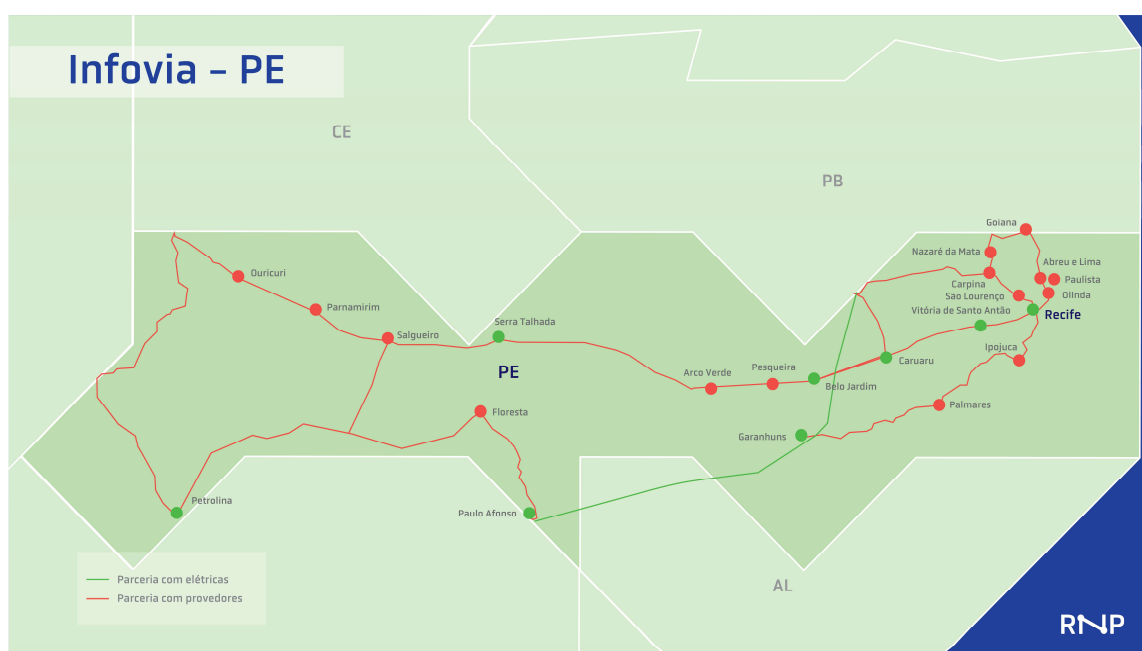 Infovia – PE
CE
PB
Goiana
Nazaré da Mata
Abreu e Lima
Paulista
Carpina
São Lourenço
Olinda
Vitória de Santo Antão
Recife
Ouricuri
Parnamirim
Salgueiro
Serra Talhada
Ipojuca
PE
Arco Verde
Pesqueira
Caruaru
Belo Jardim
Floresta
Palmares
Garanhuns
Petrolina
Paulo Afonso
AL
Parceria com elétricas
Parceria com provedores
RNP